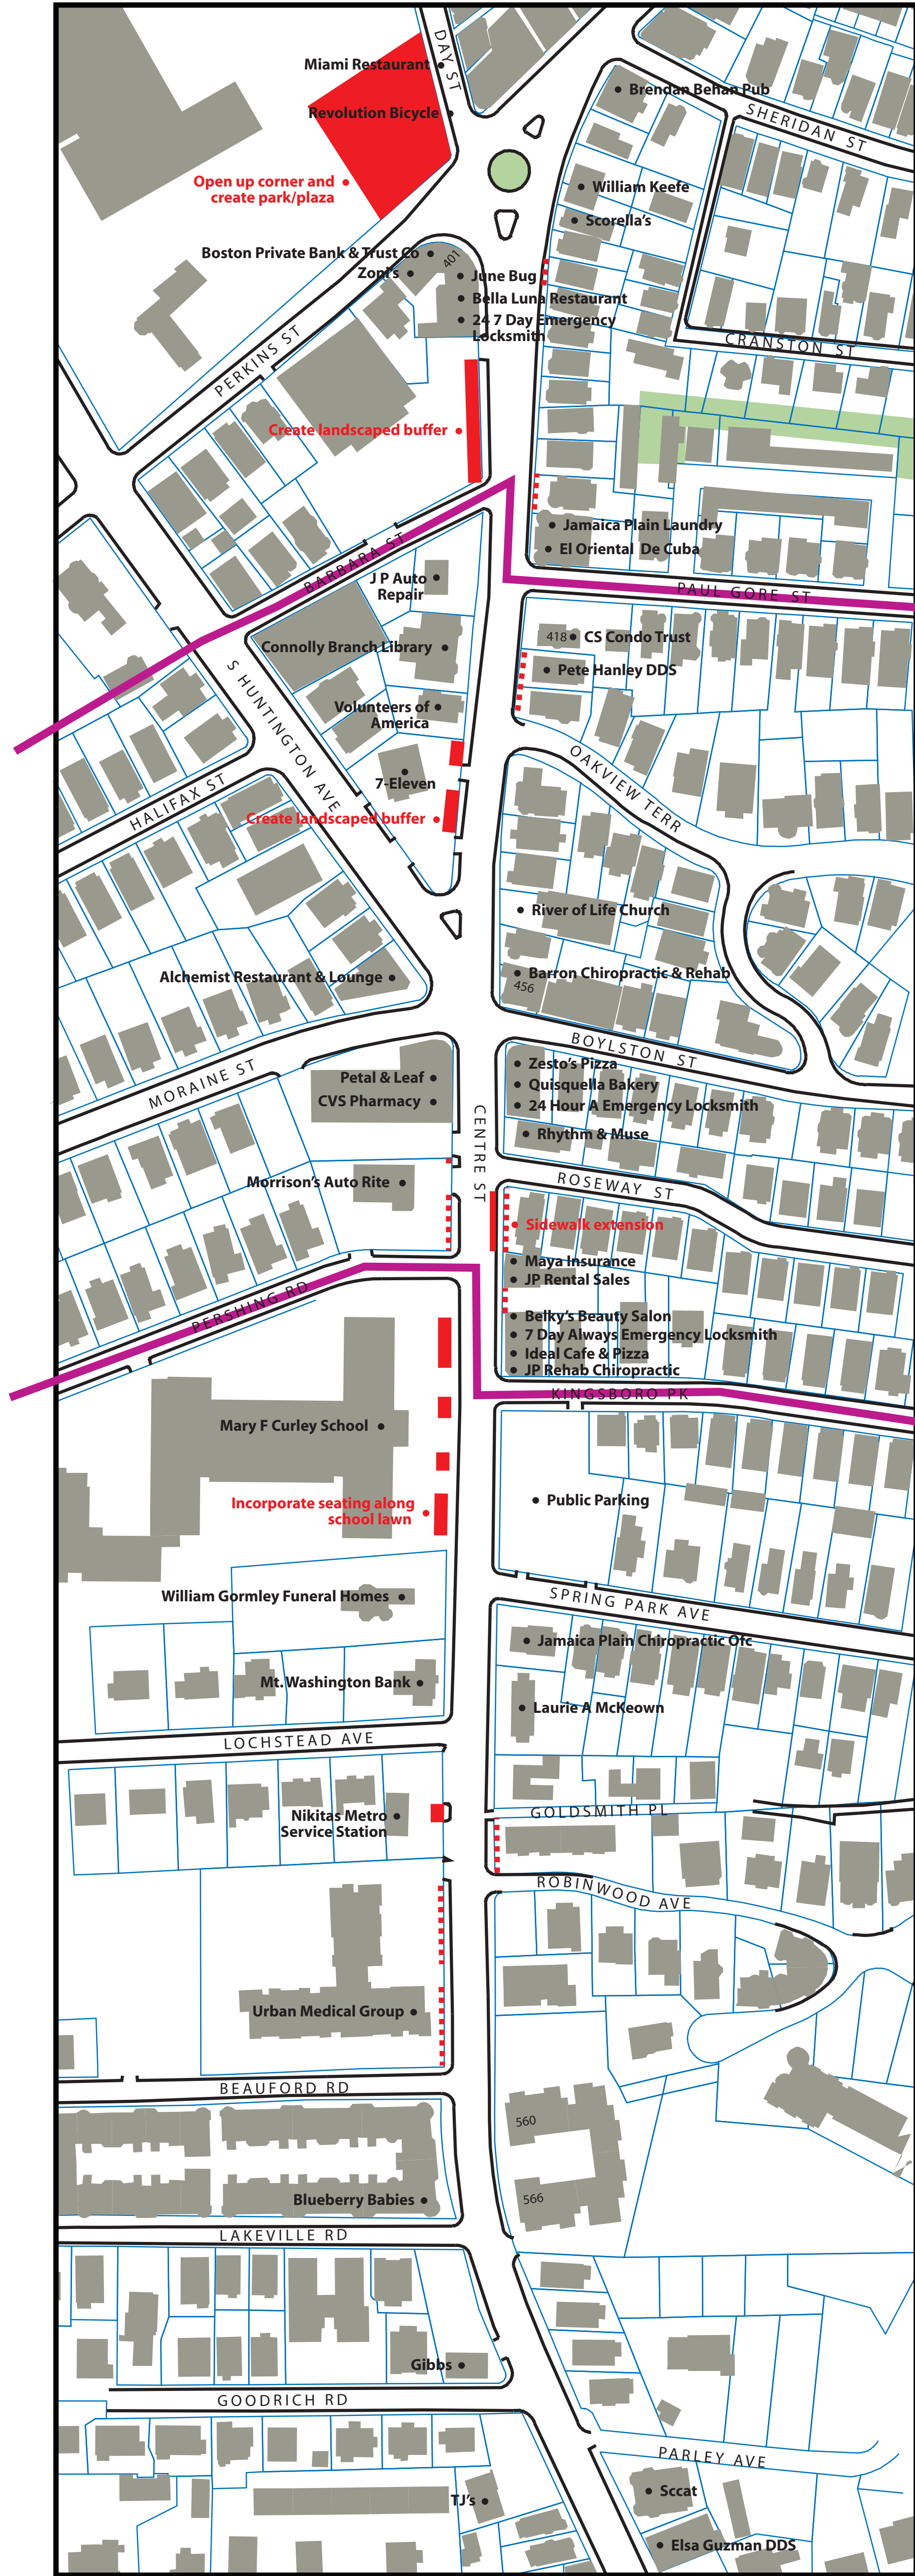 DAY ST
Miami Restaurant
Brendan Behan Pub
Revolution Bicycle
SHERIDAN ST
Open up corner and
create park/plaza
William Keefe
Scorella's
Boston Private Bank & Trust Co
401
Zoni's
June Bug
Bella Luna Restaurant
24 7 Day Emergency
Locksmith
CRANSTON ST
PERKINS ST
Create landscaped buffer
Jamaica Plain Laundry
El Oriental De Cuba
BARBARA ST
J P Auto
Repair
PAUL GORE ST
418
CS Condo Trust
Connolly Branch Library
Pete Hanley DDS
S HUNTINGTON AVE
Volunteers of
America
OAKVIEW TERR
7-Eleven
HALIFAX ST
Create landscaped buffer
River of Life Church
Alchemist Restaurant & Lounge
Barron Chiropractic & Rehab
456
BOYLSTON ST
MORAINE ST
Zesto's Pizza
Petal & Leaf
Quisquella Bakery
CVS Pharmacy
24 Hour A Emergency Locksmith
CENTRE ST
Rhythm & Muse
Morrison's Auto Rite
ROSEWAY ST
Sidewalk extension
Maya Insurance
JP Rental Sales
PERSHING RD
Belky's Beauty Salon
7 Day Always Emergency Locksmith
Ideal Cafe & Pizza
JP Rehab Chiropractic
KINGSBORO PK
Mary F Curley School
Public Parking
Incorporate seating along
school lawn
William Gormley Funeral Homes
SPRING PARK AVE
Jamaica Plain Chiropractic Ofc
Mt. Washington Bank
Laurie A McKeown
LOCHSTEAD AVE
Nikitas Metro
Service Station
GOLDSMITH PL
ROBINWOOD AVE
Urban Medical Group
BEAUFORD RD
560
Blueberry Babies
566
LAKEVILLE RD
Gibbs
GOODRICH RD
PARLEY AVE
Sccat
TJ's
Elsa Guzman DDS